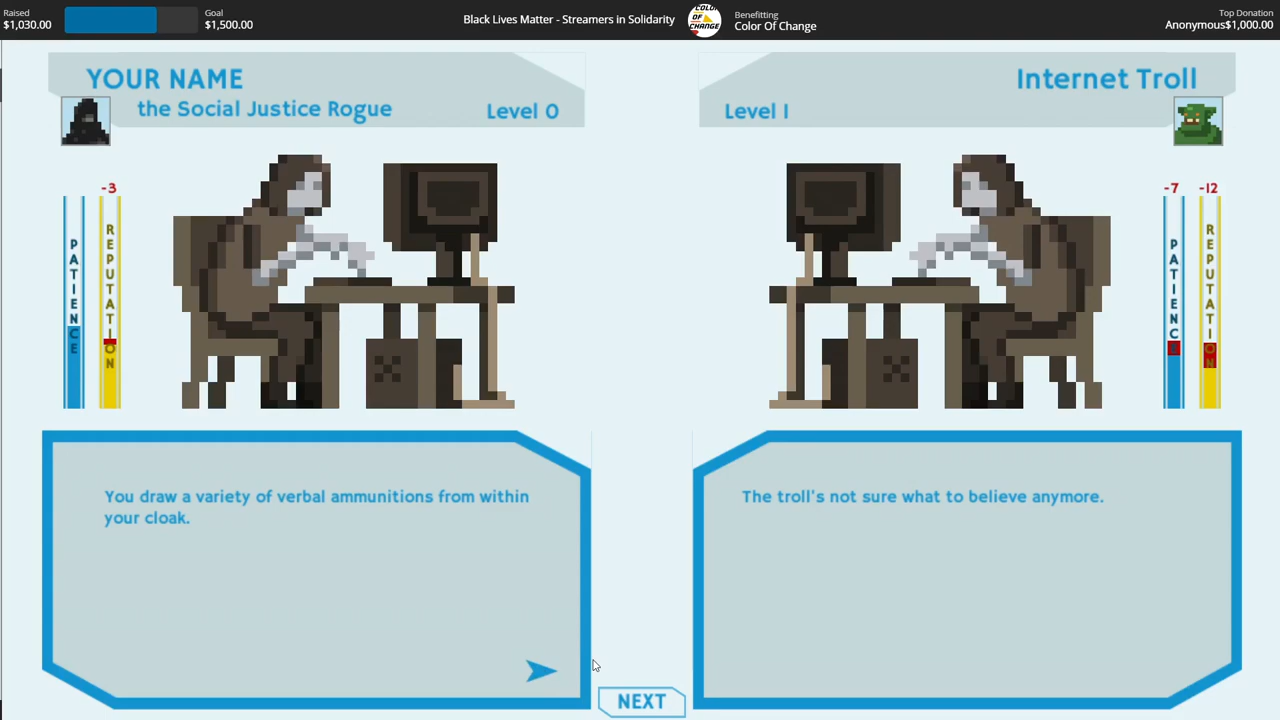 Raised
$1,030.00
Goal
$1,500.00
Black Lives Matter - Streamers in Solidarity
COLOR
OF
CHANGE
Benefitting
Color Of Change
Top Donation
Anonymous$1,000.00
YOUR NAME
the Social Justice Rogue
Level 0
Internet Troll
Level 1
-3
PATIENCE
REPUTATION
-7
-12
PATIENCE
REPUTATION
You draw a variety of verbal ammunitions from within
your cloak.
The troll's not sure what to believe anymore.
NEXT